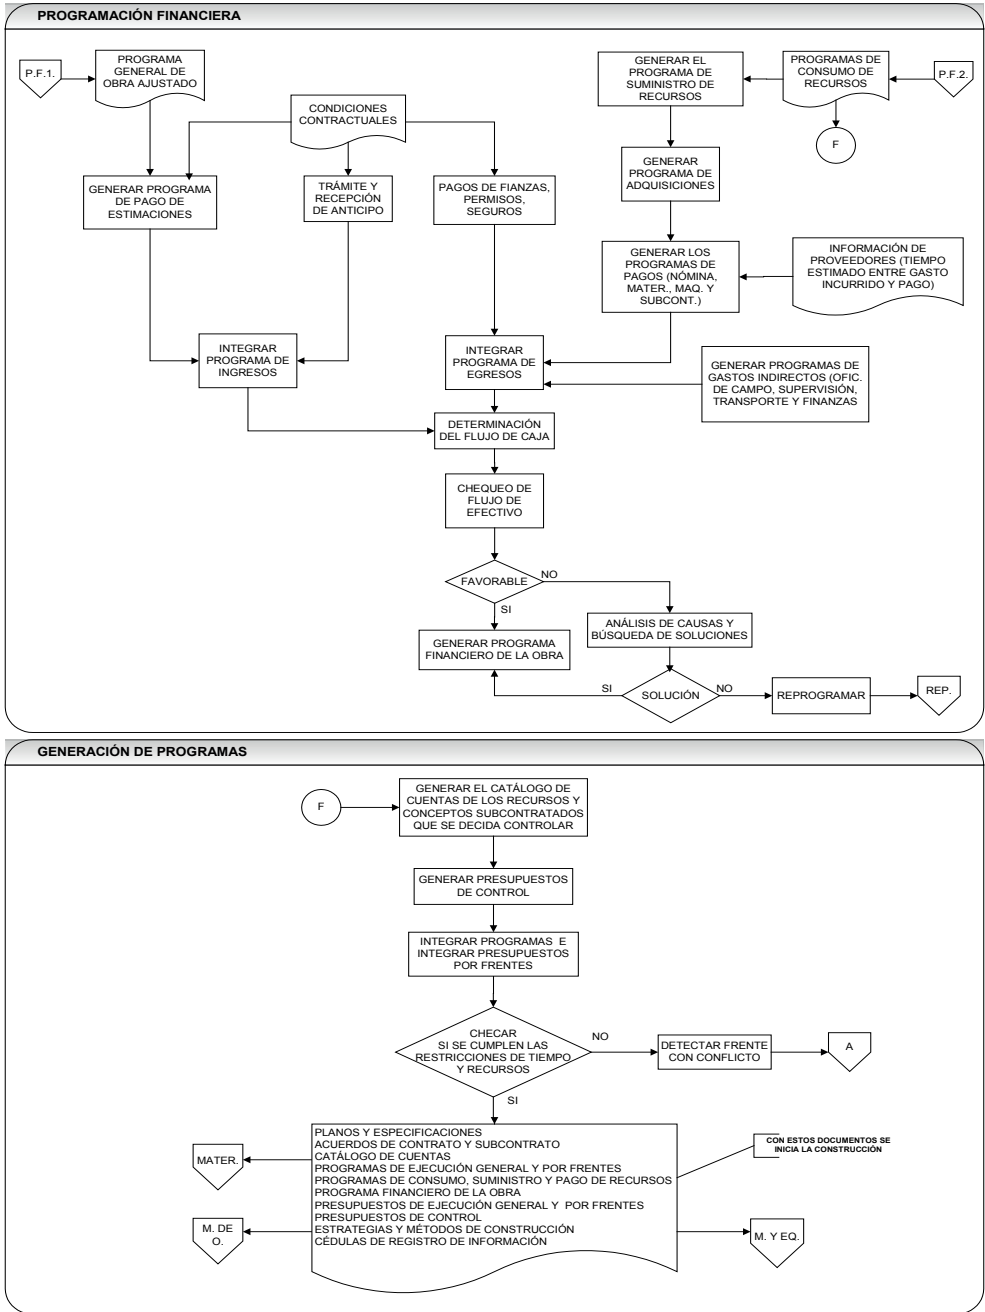 PROGRAMACIÓN FINANCIERA
P.F.1.
PROGRAMA
GENERAL DE
OBRA AJUSTADO
CONDICIONES
CONTRACTUALES
GENERAR EL
PROGRAMA DE
SUMINISTRO DE
RECURSOS
PROGRAMAS DE
CONSUMO DE
RECURSOS
P.F.2.
F
GENERAR PROGRAMA
DE PAGO DE
ESTIMACIONES
TRÁMITE Y
RECEPCIÓN
DE ANTICIPO
PAGOS DE FIANZAS,
PERMISOS,
SEGUROS
GENERAR
PROGRAMA DE
ADQUISICIONES
GENERAR LOS
PROGRAMAS DE
PAGOS (NÓMINA,
MATER., MAQ. Y
SUBCONT.)
INFORMACIÓN DE
PROVEEDORES (TIEMPO
ESTIMADO ENTRE GASTO
INCURRIDO Y PAGO)
INTEGRAR
PROGRAMA DE
INGRESOS
INTEGRAR
PROGRAMA DE
EGRESOS
GENERAR PROGRAMAS DE
GASTOS INDIRECTOS (OFIC.
DE CAMPO, SUPERVISIÓN,
TRANSPORTE Y FINANZAS
DETERMINACIÓN
DEL FLUJO DE CAJA
CHEQUEO DE
FLUJO DE
EFECTIVO
FAVORABLE
NO
SI
ANÁLISIS DE CAUSAS Y
BÚSQUEDA DE SOLUCIONES
GENERAR PROGRAMA
FINANCIERO DE LA OBRA
SI
SOLUCIÓN
NO
REPROGRAMAR
REP.
GENERACIÓN DE PROGRAMAS
F
GENERAR EL CATÁLOGO DE
CUENTAS DE LOS RECURSOS Y
CONCEPTOS SUBCONTRATADOS
QUE SE DECIDA CONTROLAR
GENERAR PRESUPUESTOS
DE CONTROL
INTEGRAR PROGRAMAS E
INTEGRAR PRESUPUESTOS
POR FRENTES
CHECAR
SI SE CUMPLEN LAS
RESTRICCIONES DE TIEMPO
Y RECURSOS
NO
DETECTAR FRENTE
CON CONFLICTO
A
SI
PLANOS Y ESPECIFICACIONES
ACUERDOS DE CONTRATO Y SUBCONTRATO
CATÁLOGO DE CUENTAS
PROGRAMAS DE EJECUCIÓN GENERAL Y POR FRENTES
PROGRAMAS DE CONSUMO, SUMINISTRO Y PAGO DE RECURSOS
PROGRAMA FINANCIERO DE LA OBRA
PRESUPUESTOS DE EJECUCIÓN GENERAL Y POR FRENTES
PRESUPUESTOS DE CONTROL
ESTRATEGIAS Y MÉTODOS DE CONSTRUCCIÓN
CÉDULAS DE REGISTRO DE INFORMACIÓN
CON ESTOS DOCUMENTOS SE
INICIA LA CONSTRUCCIÓN
MATER.
M. DE
O.
M. Y EQ.